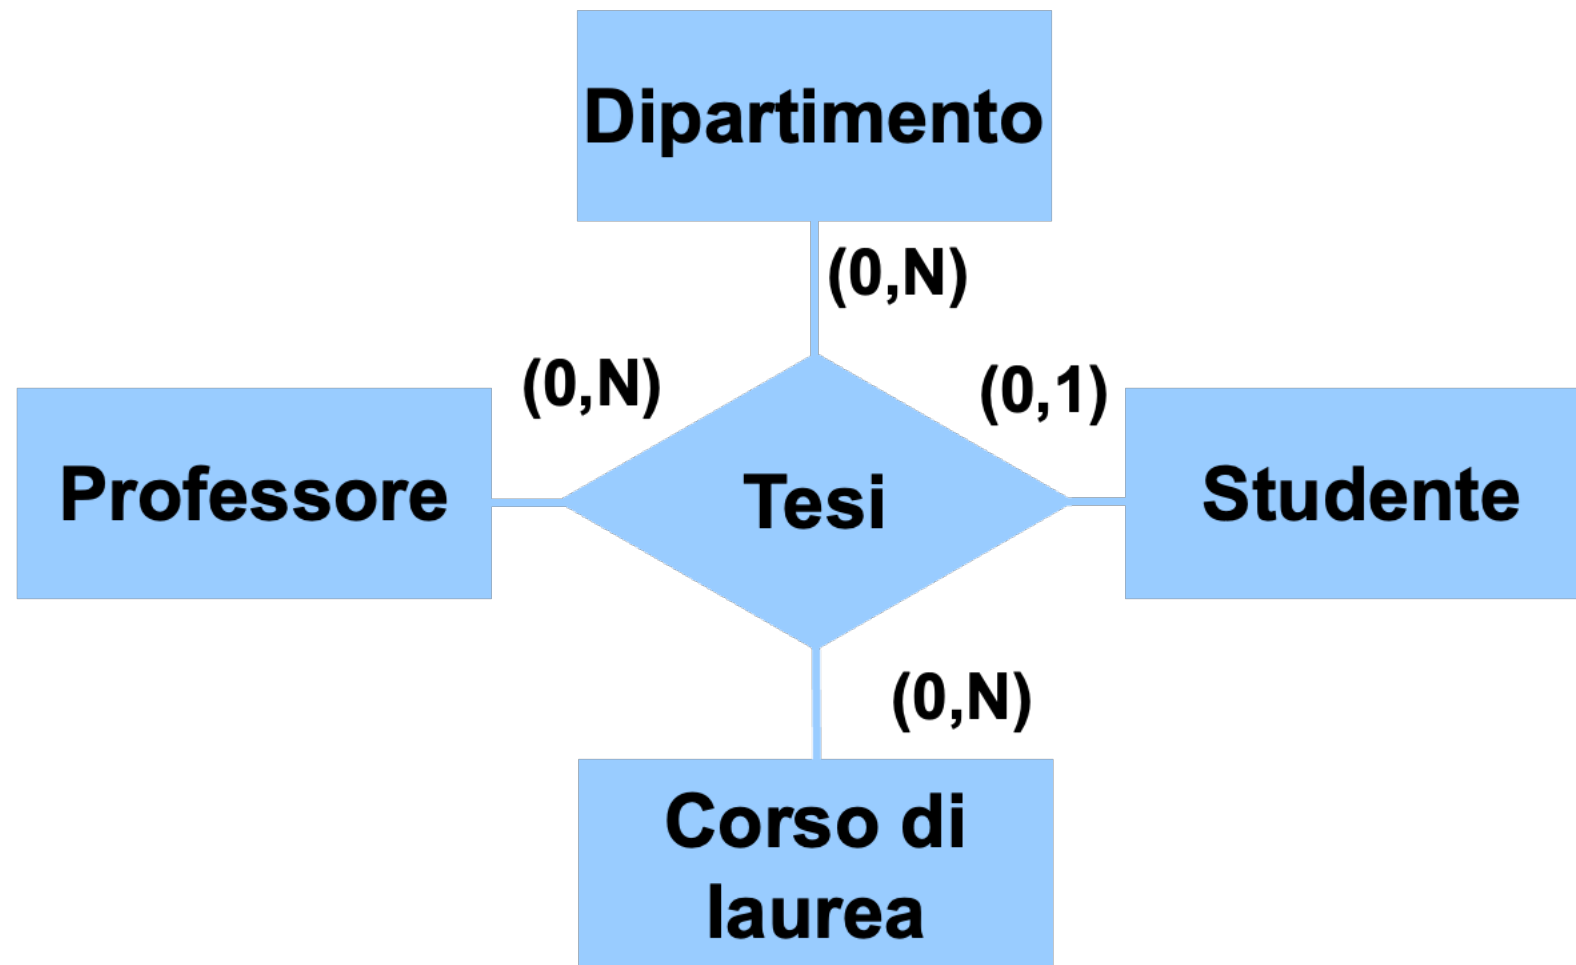 Dipartimento
(0,N)
(0,N)
(0,1)
Professore
Tesi
Studente
(0,N)
Corso di
laurea